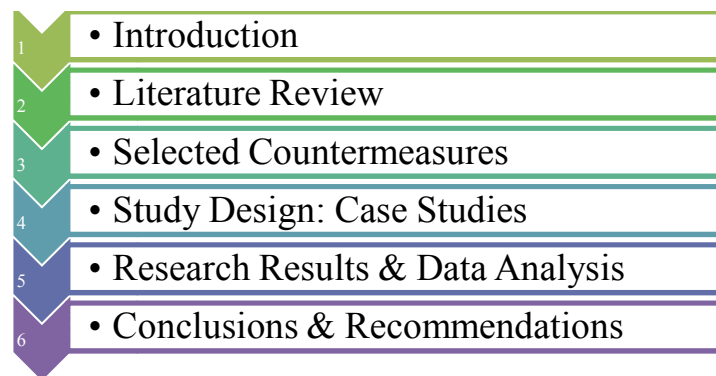 1 • Introduction
2 • Literature Review
3 • Selected Countermeasures
4 • Study Design: Case Studies
5 • Research Results & Data Analysis
6 • Conclusions & Recommendations